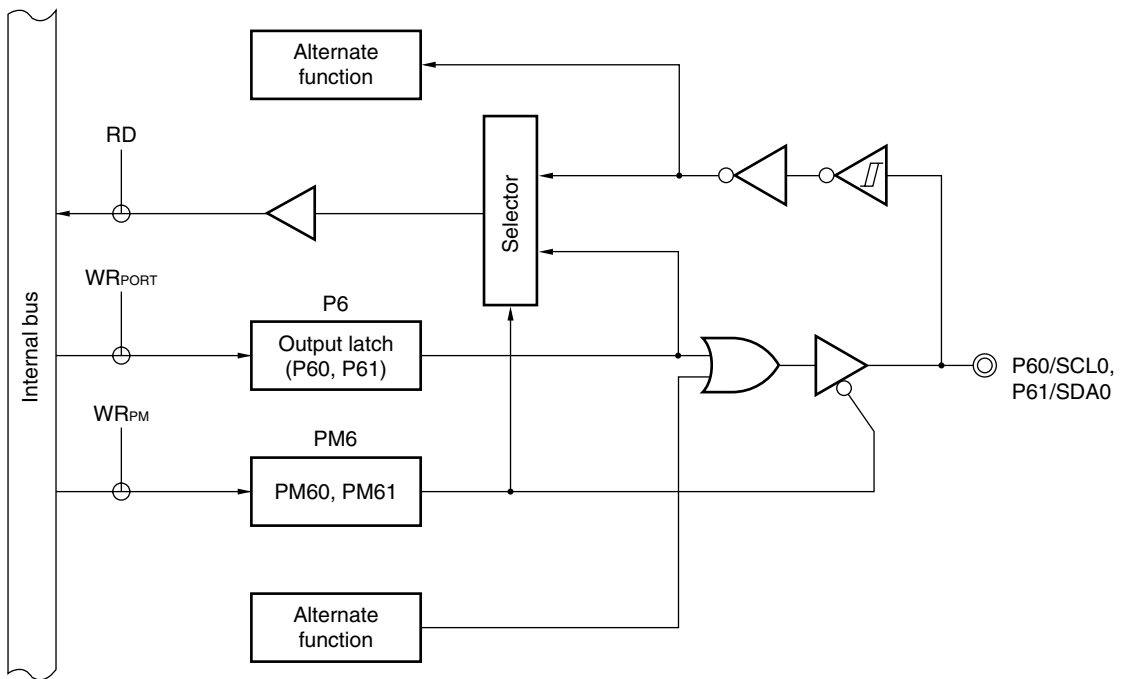 Alternate
function
RD
Selector
WRPORT
P6
Output latch
(P60, P61)
Internal bus
P60/SCL0,
P61/SDA0
WRPM
PM6
PM60, PM61
Alternate
function